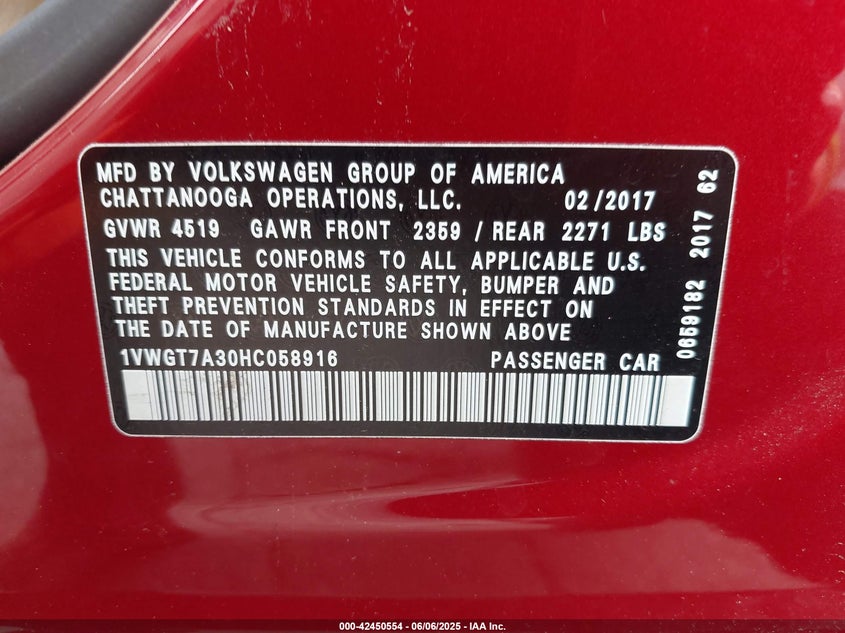 MFD BY VOLKSWAGEN GROUP OF AMERICA
CHATTANOOGA OPERATIONS, LLC. 02/2017
GVWR 4519 GAWR FRONT 2359 / REAR 2271 LBS
THIS VEHICLE CONFORMS TO ALL APPLICABLE U.S.
FEDERAL MOTOR VEHICLE SAFETY, BUMPER AND
THEFT PREVENTION STANDARDS IN EFFECT ON
THE DATE OF MANUFACTURE SHOWN ABOVE
1VWGT7A30HC058916 PASSENGER CAR
0659182 2017 62
000-42450554 - 06/06/2025 - IAA Inc.